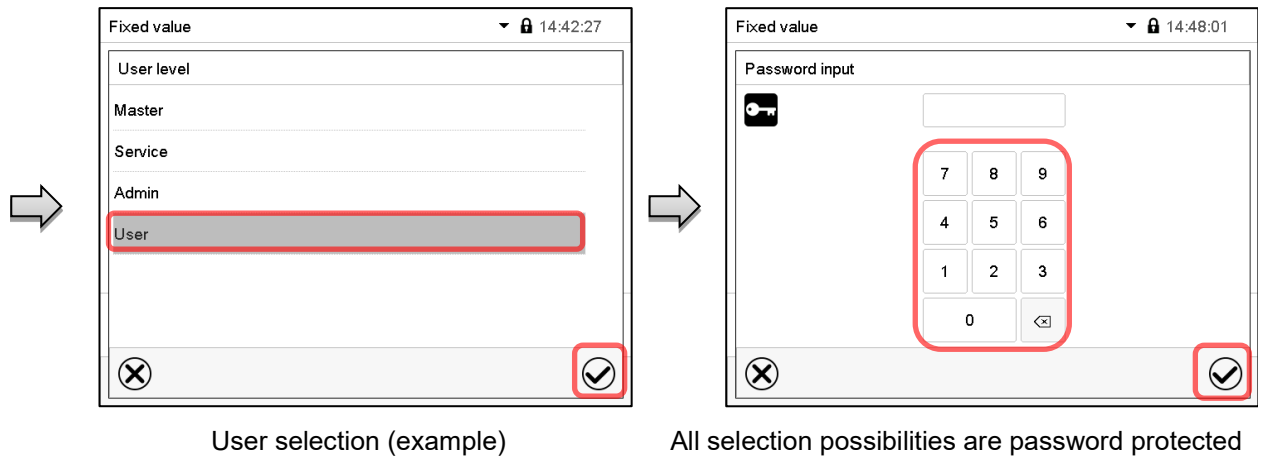 Fixed value 14:42:27
User level
Master
Service
Admin
User
User selection (example)
Fixed value 14:48:01
Password input
7 8 9
4 5 6
1 2 3
0
All selection possibilities are password protected